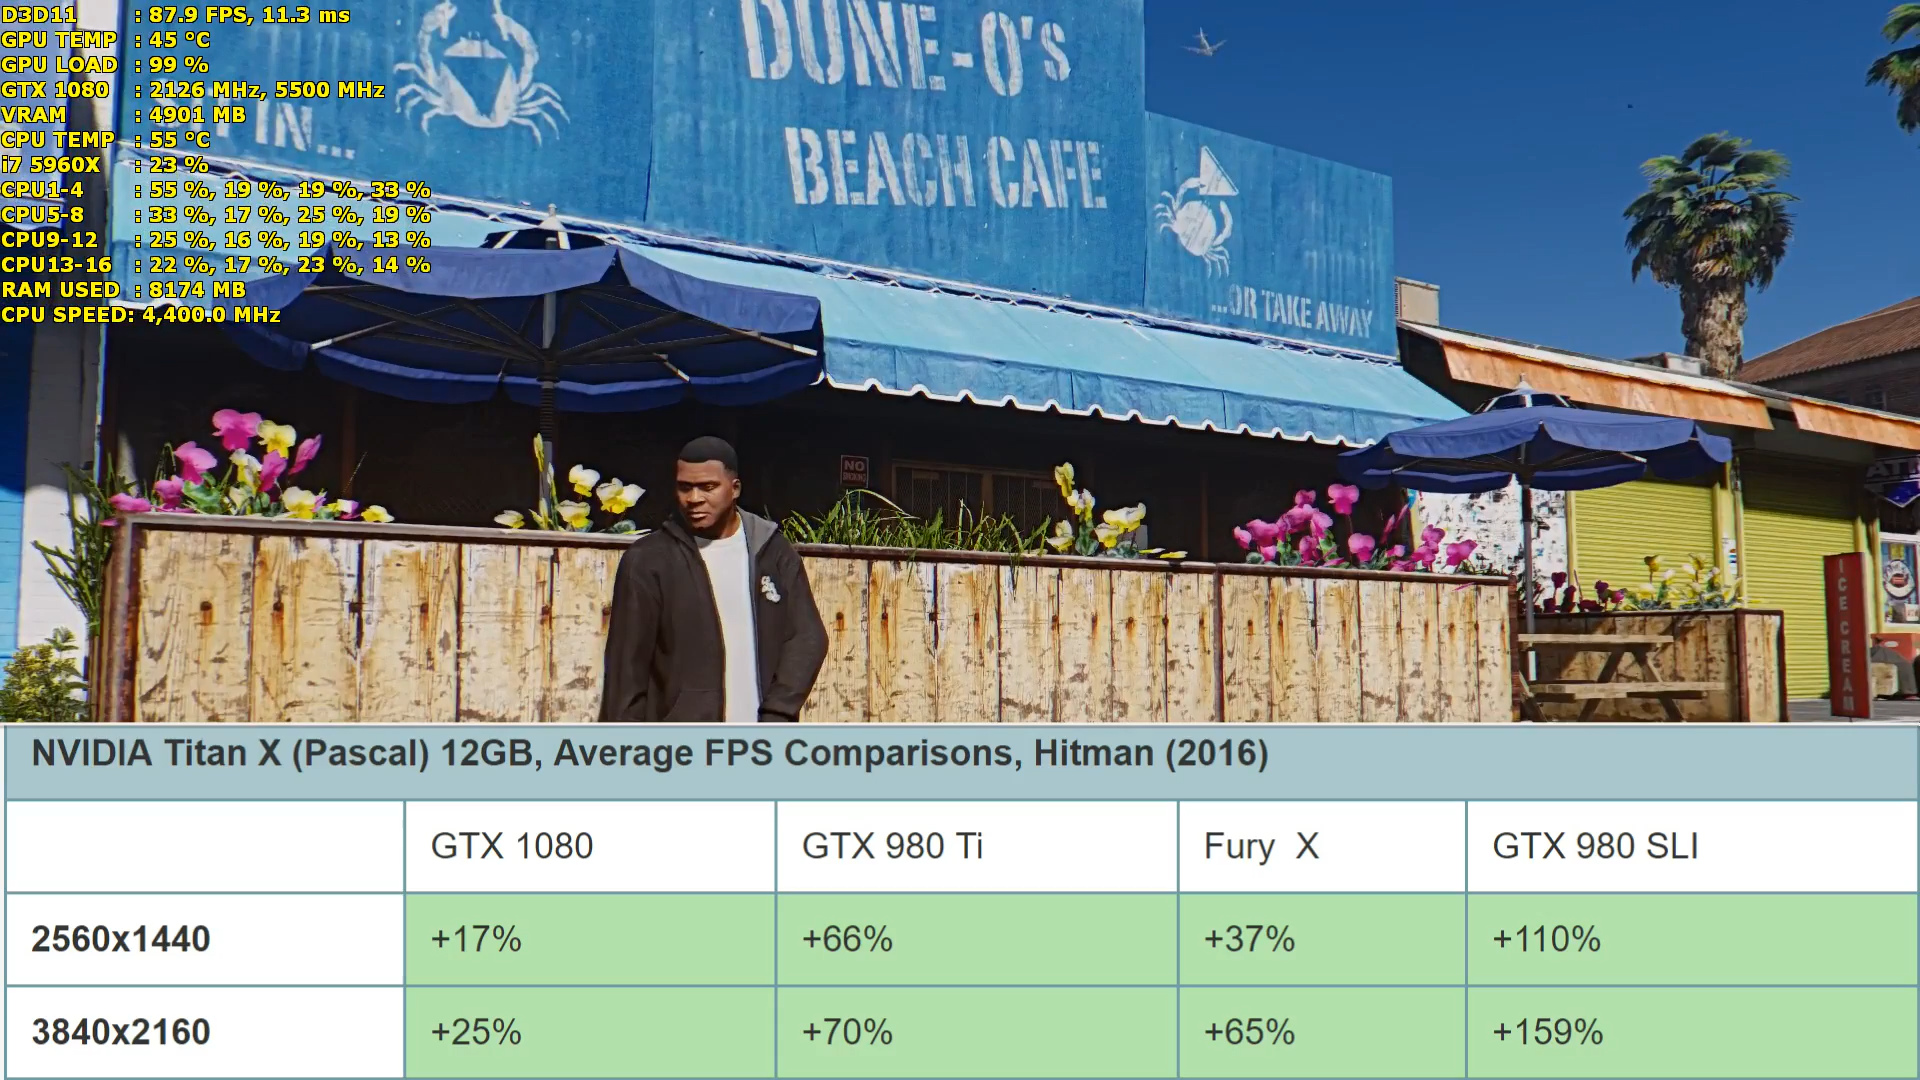 D3D11 : 87.9 FPS, 11.3 ms
GPU TEMP : 45 °C
GPU LOAD : 99 %
GTX 1080 : 2126 MHz, 5500 MHz
VRAM : 4901 MB
CPU TEMP : 55 °C
i7 5960X : 23 %
CPU1-4 : 55 %, 19 %, 19 %, 33 %
CPU5-8 : 33 %, 17 %, 25 %, 19 %
CPU9-12 : 25 %, 16 %, 19 %, 13 %
CPU13-16 : 22 %, 17 %, 23 %, 14 %
RAM USED : 8174 MB
CPU SPEED: 4,400.0 MHz
IN...
DUNE-O's
BEACH CAFE
...OR TAKE AWAY
NO
SMOKING
ICE CREAM
NVIDIA Titan X (Pascal) 12GB, Average FPS Comparisons, Hitman (2016)
GTX 1080 GTX 980 Ti Fury X GTX 980 SLI
2560x1440 +17% +66% +37% +110%
3840x2160 +25% +70% +65% +159%